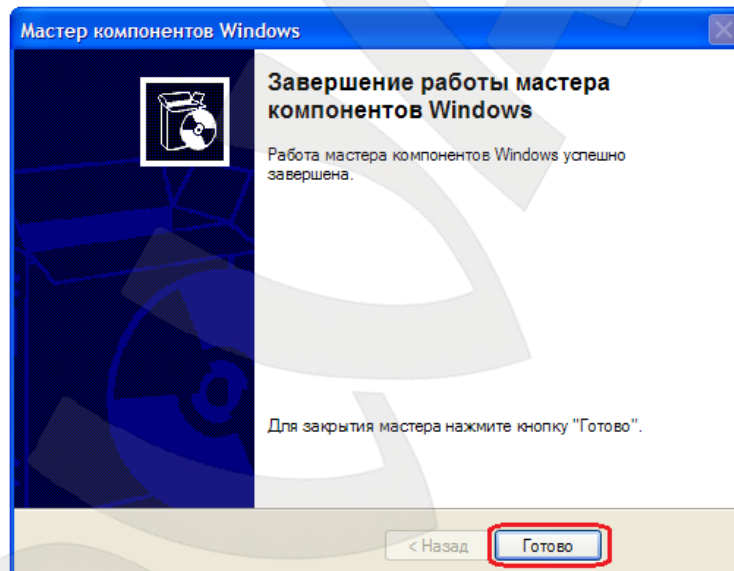 Мастер компонентов Windows
Завершение работы мастера
компонентов Windows
Работа мастера компонентов Windows успешно
завершена.
Для закрытия мастера нажмите кнопку "Готово".
< Назад
Готово